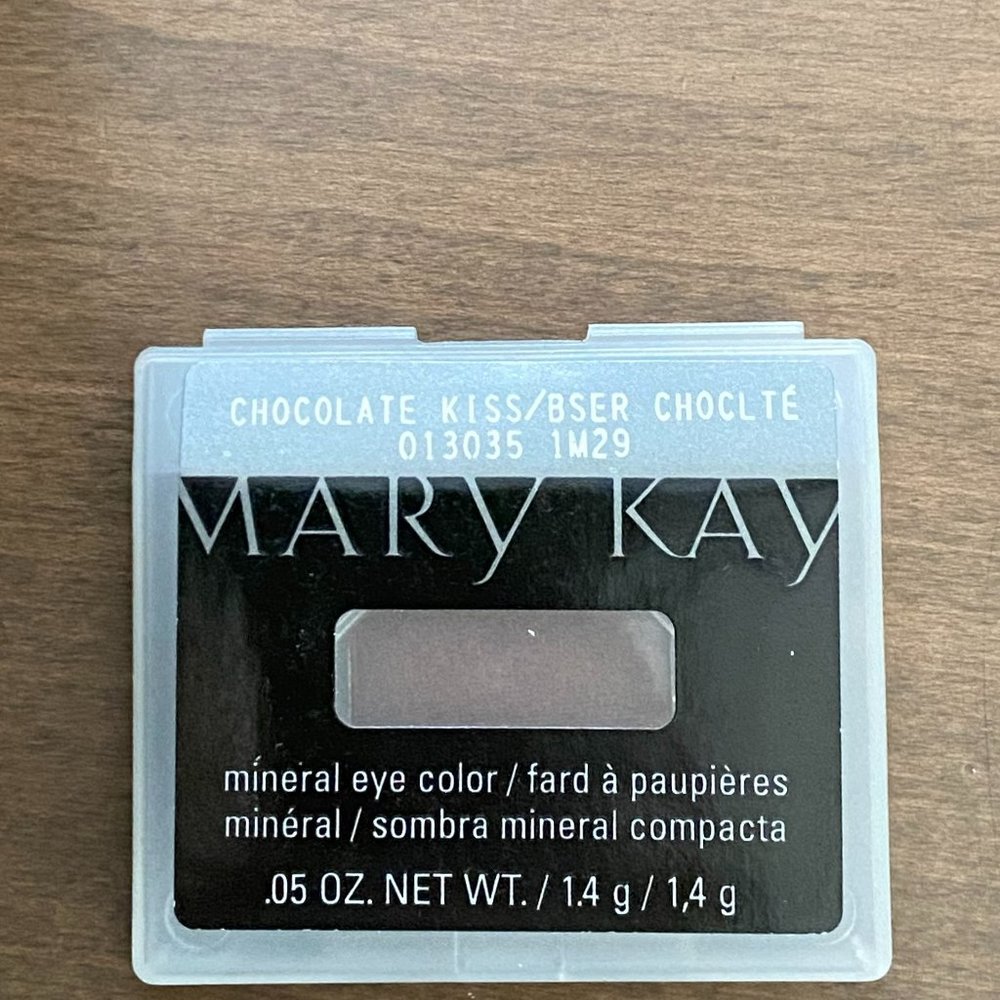 CHOCOLATE KISS/BSER CHOCLTÉ
013035 1M29
MARY KAY
mineral eye color / fard à paupières
minéral / sombra mineral compacta
.05 OZ. NET WT. / 1.4 g / 1,4 g